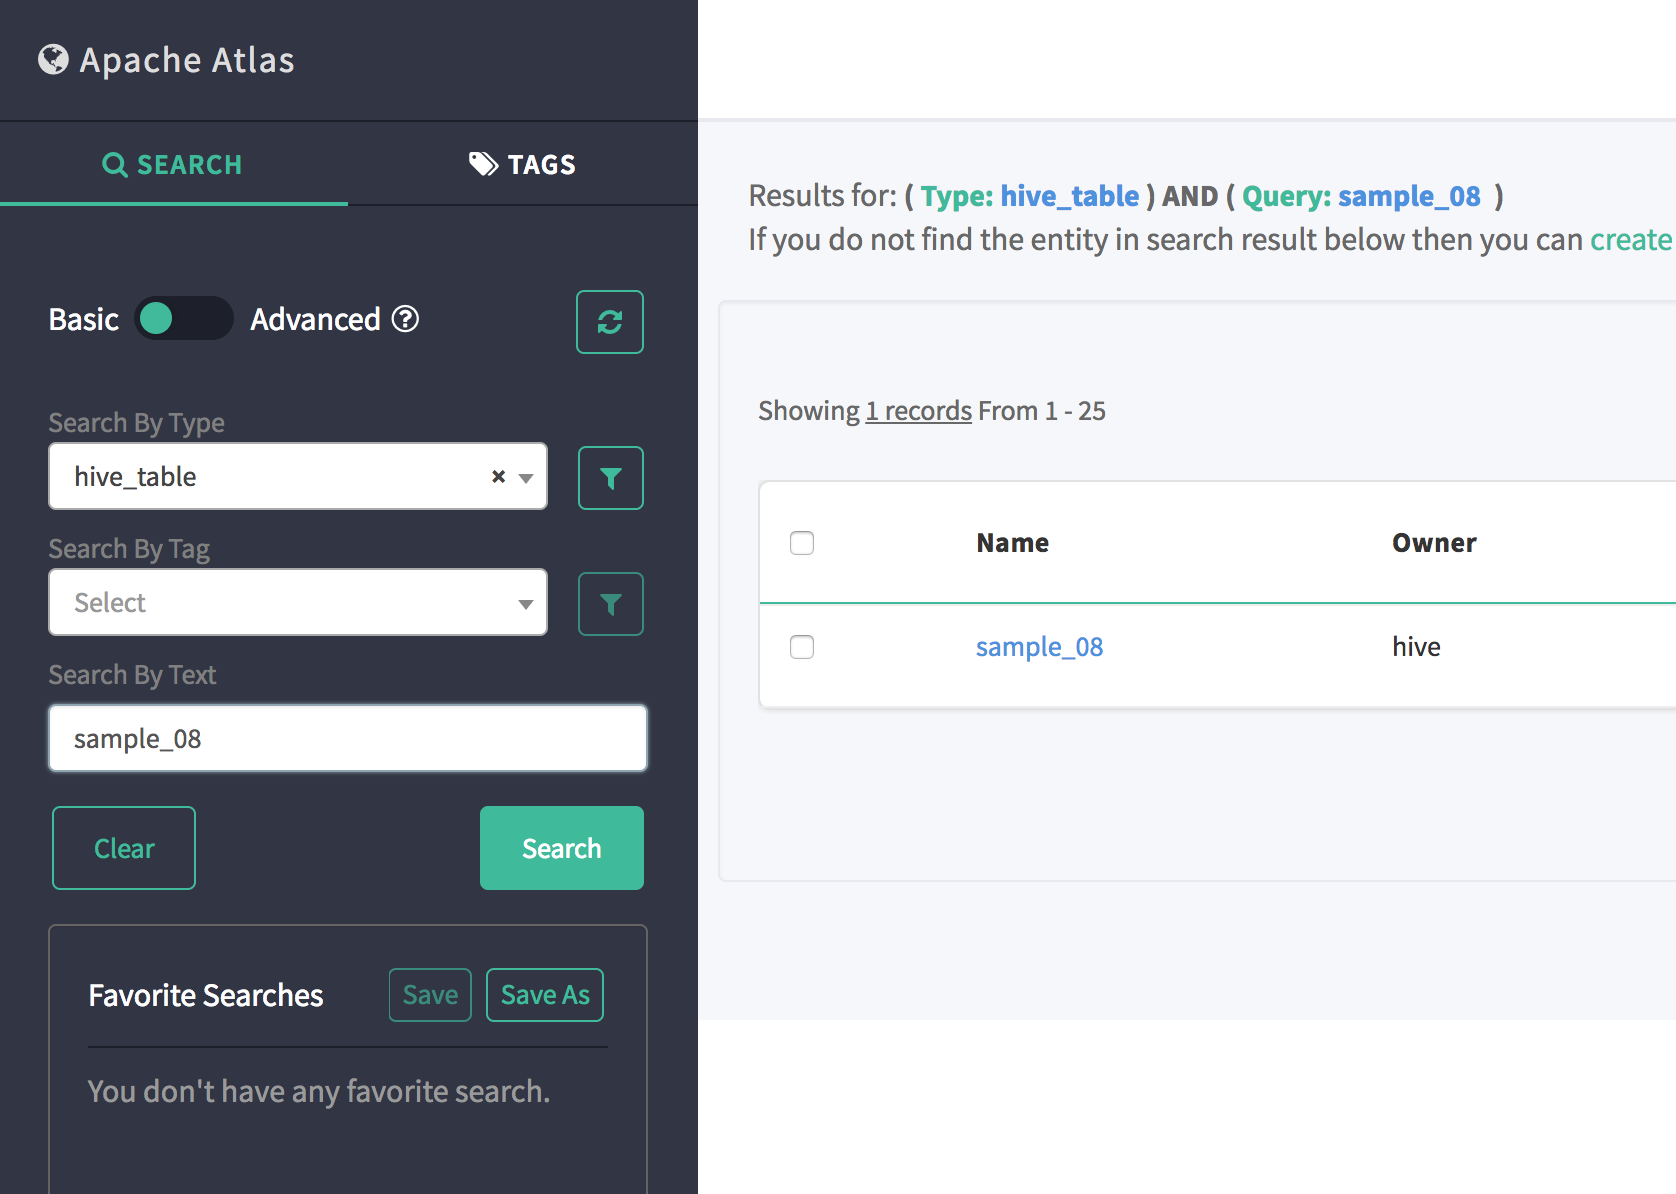 Apache Atlas
SEARCH
TAGS
Basic
Advanced ?
Search By Type
hive_table × 
Search By Tag
Select
Search By Text
sample_08
Clear
Search
Favorite Searches
Save
Save As
You don't have any favorite search.
Results for: ( Type: hive_table ) AND ( Query: sample_08 )
If you do not find the entity in search result below then you can create
Showing 1 records From 1 - 25
Name Owner
sample_08 hive